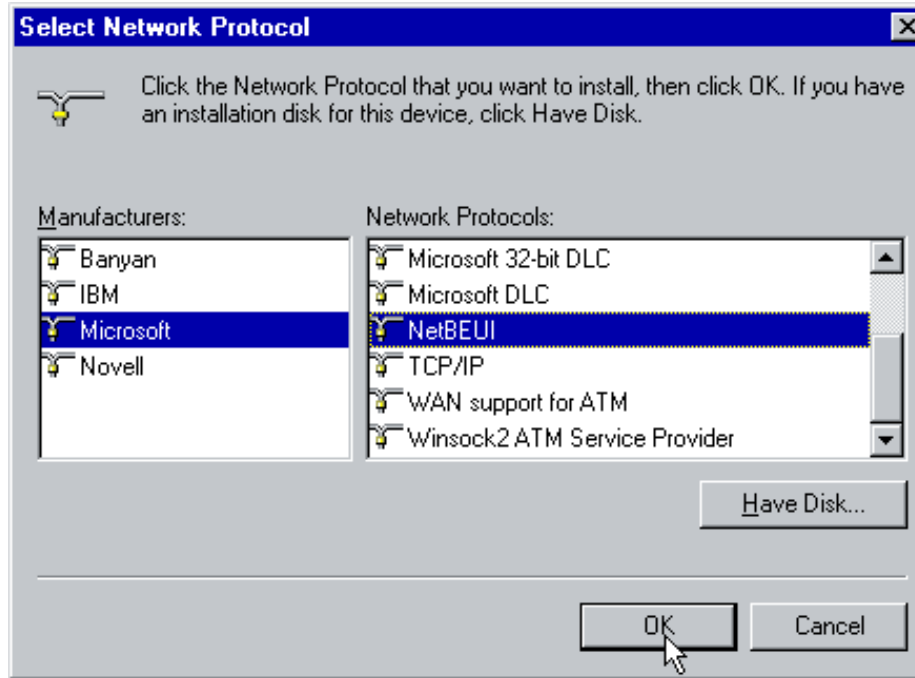 Select Network Protocol
Click the Network Protocol that you want to install, then click OK. If you have
an installation disk for this device, click Have Disk.
Manufacturers:
Banyan
IBM
Microsoft
Novell
Network Protocols:
Microsoft 32-bit DLC
Microsoft DLC
NetBEUI
TCP/IP
WAN support for ATM
Winsock2 ATM Service Provider
Have Disk...
OK
Cancel